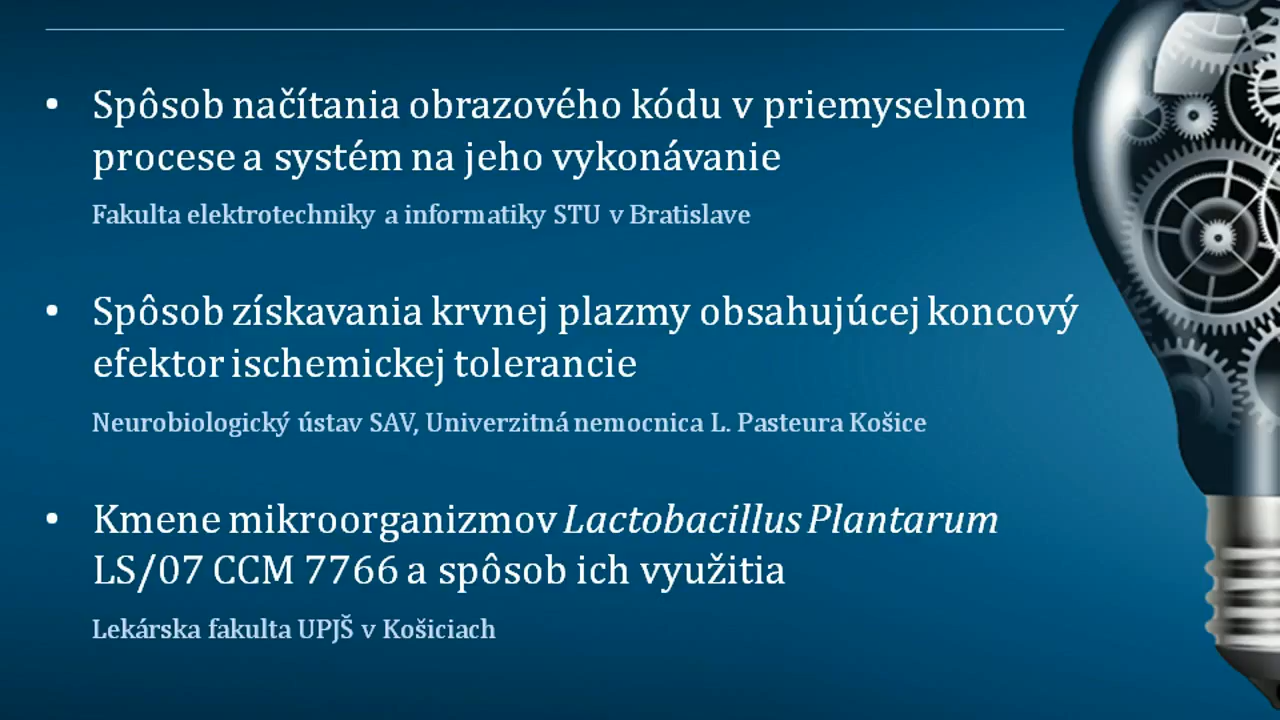 • Spôsob načítania obrazového kódu v priemyselnom
procese a systém na jeho vykonávanie
Fakulta elektrotechniky a informatiky STU v Bratislave
• Spôsob získavania krvnej plazmy obsahujúcej koncový
efektor ischemickej tolerancie
Neurobiologický ústav SAV, Univerzitná nemocnica L. Pasteura Košice
• Kmene mikroorganizmov Lactobacillus Plantarum
LS/07 CCM 7766 a spôsob ich využitia
Lekárska fakulta UPJŠ v Košiciach